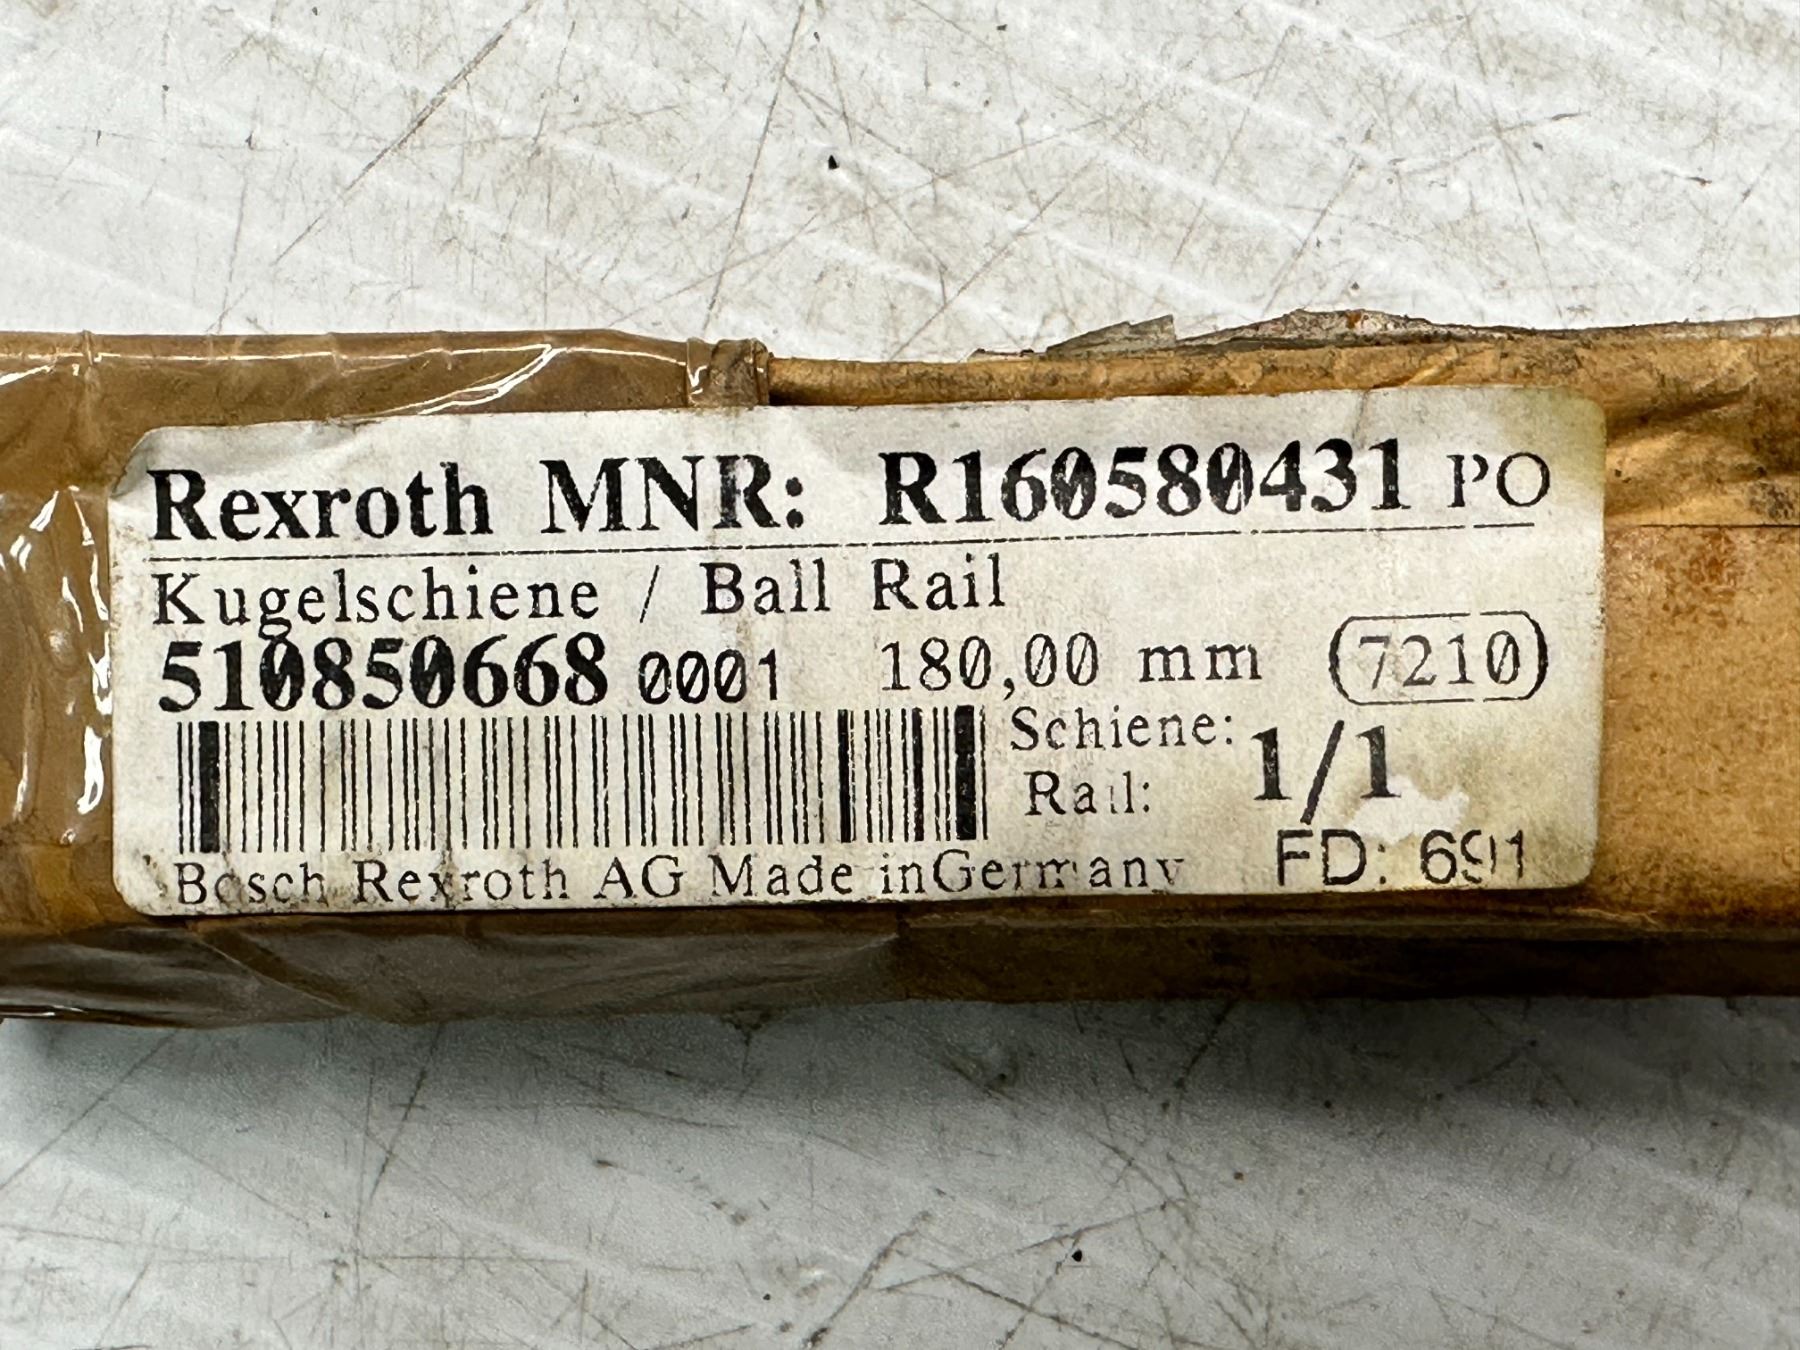 Rexroth MNR: R160580431 PO
Kugelschiene / Ball Rail
510850668 0001 180,00 mm 7210
Schiene: 1/1
Rail:
Bosch Rexroth AG Made inGermany FD: 691